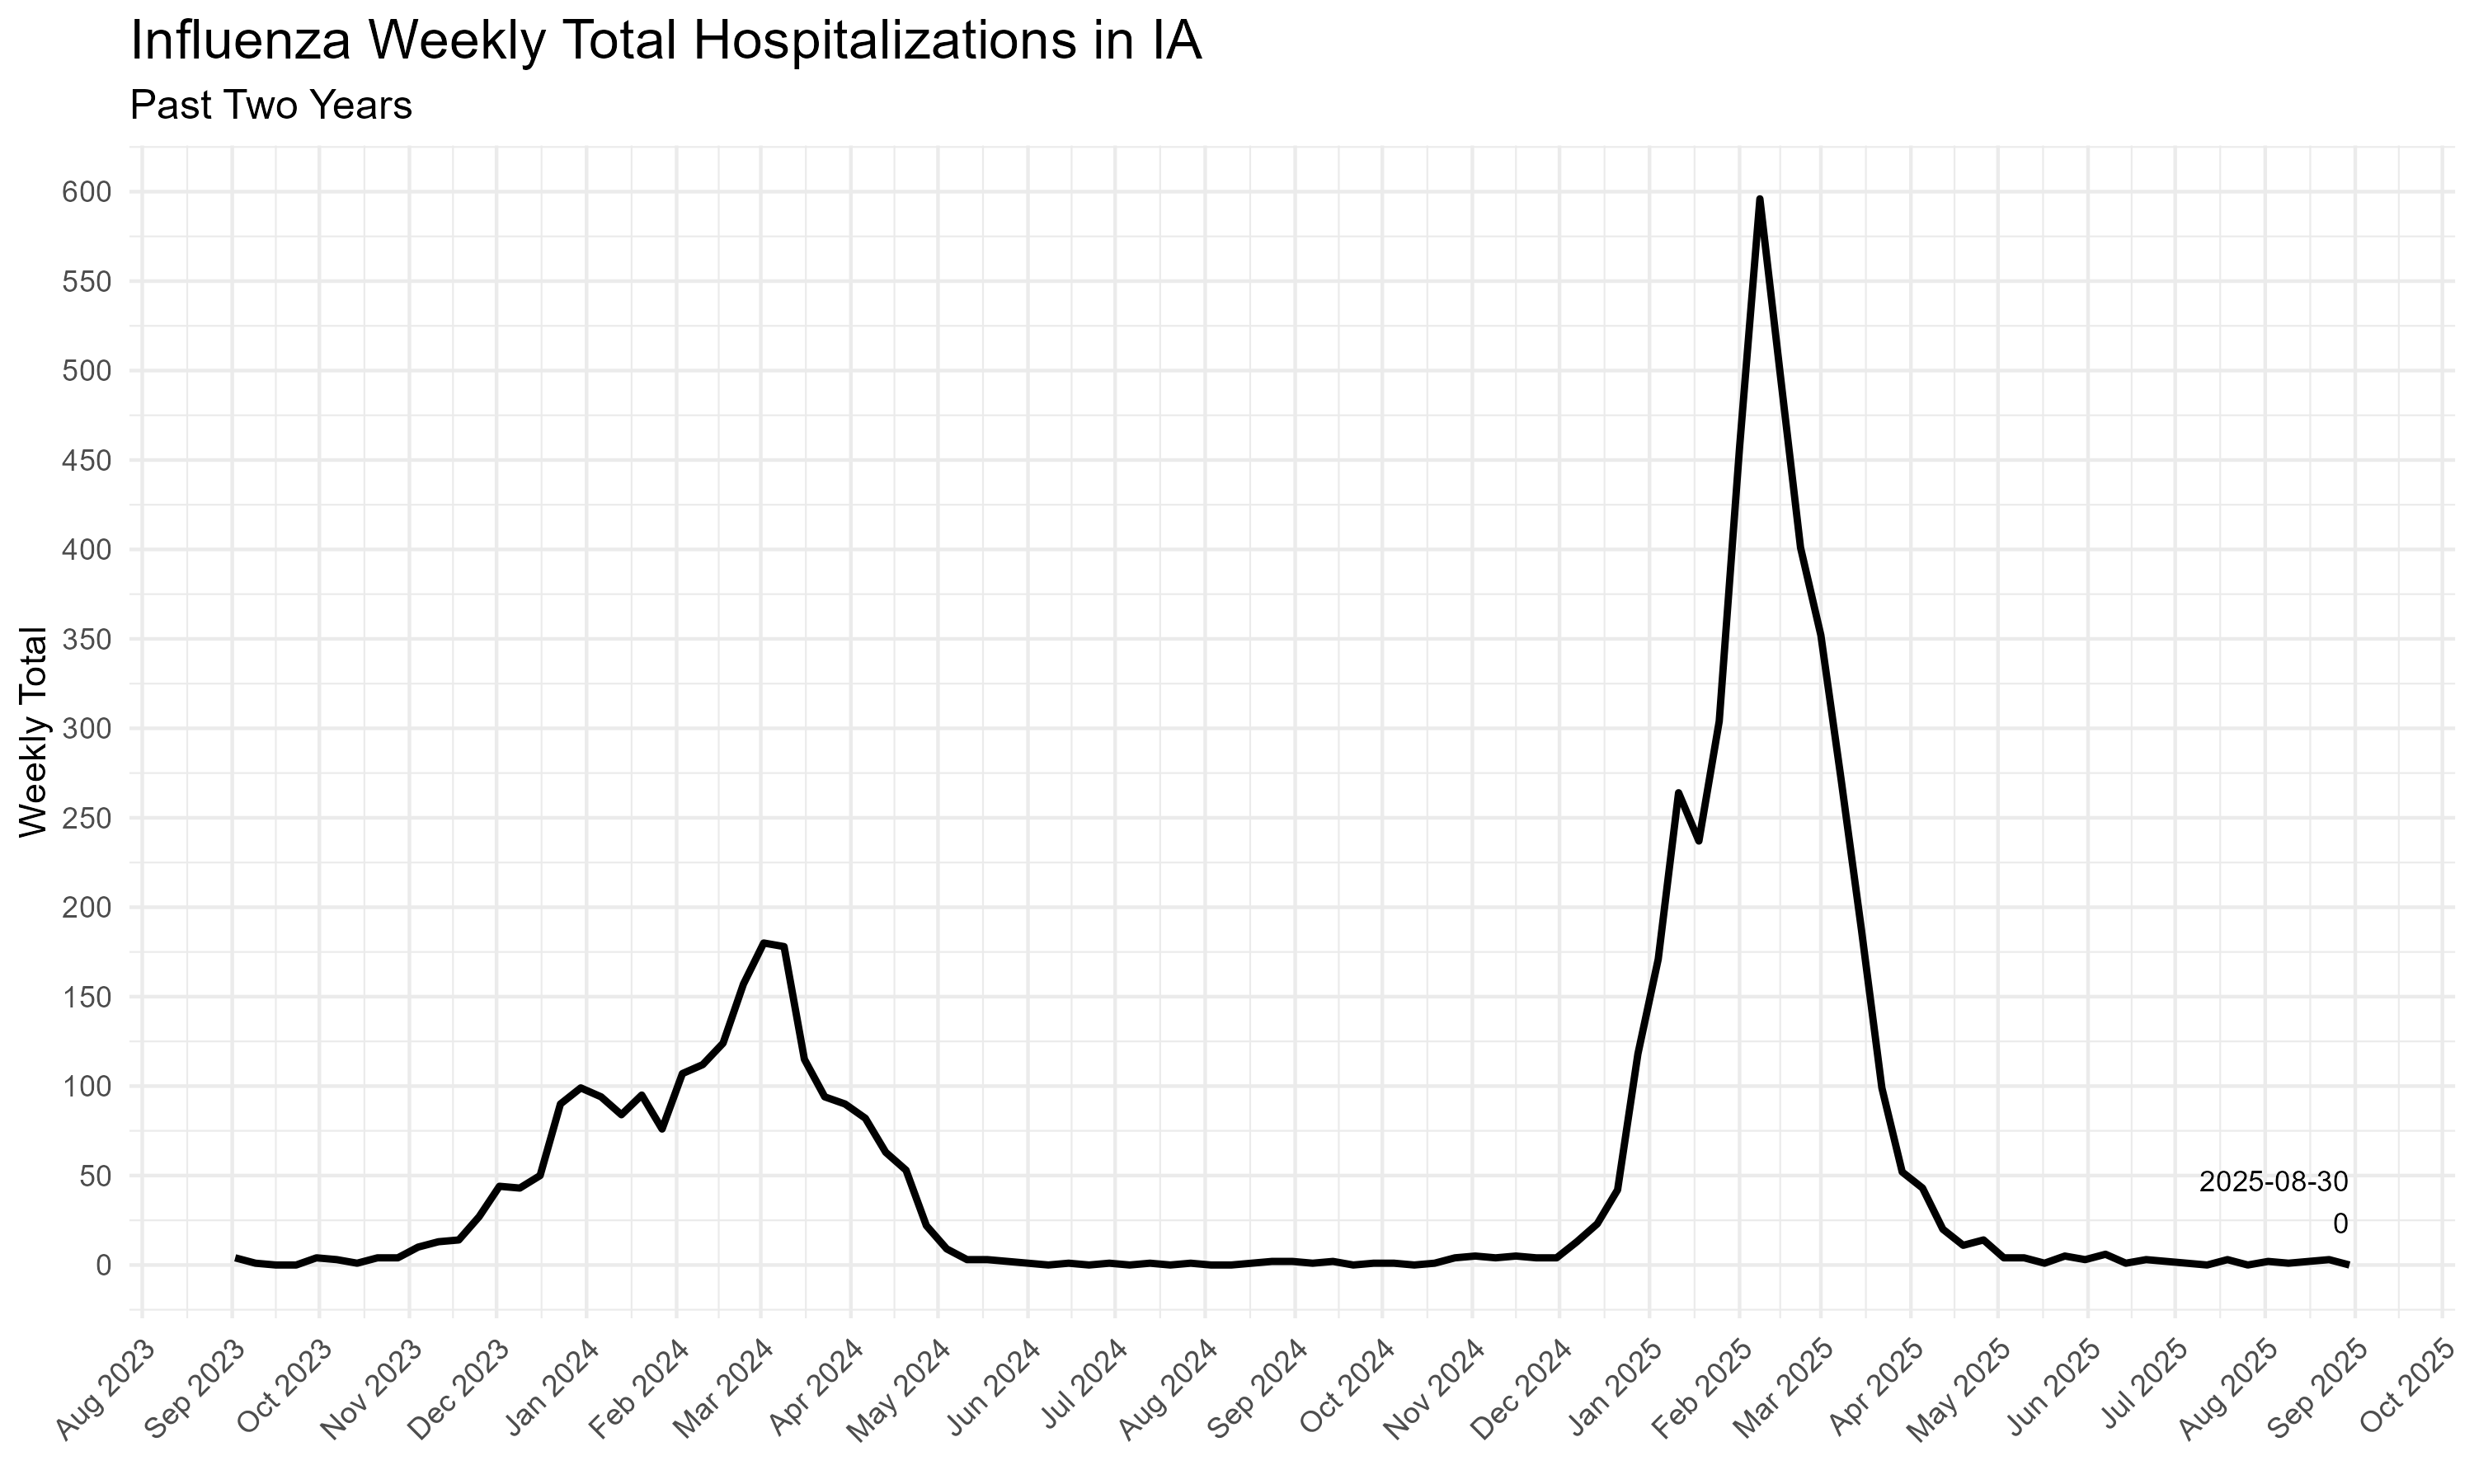 Influenza Weekly Total Hospitalizations in IA
Past Two Years
Weekly Total
600
550
500
450
400
350
300
250
200
150
100
50
0
2025-08-30
0
Aug 2023
Sep 2023
Oct 2023
Nov 2023
Dec 2023
Jan 2024
Feb 2024
Mar 2024
Apr 2024
May 2024
Jun 2024
Jul 2024
Aug 2024
Sep 2024
Oct 2024
Nov 2024
Dec 2024
Jan 2025
Feb 2025
Mar 2025
Apr 2025
May 2025
Jun 2025
Jul 2025
Aug 2025
Sep 2025
Oct 2025